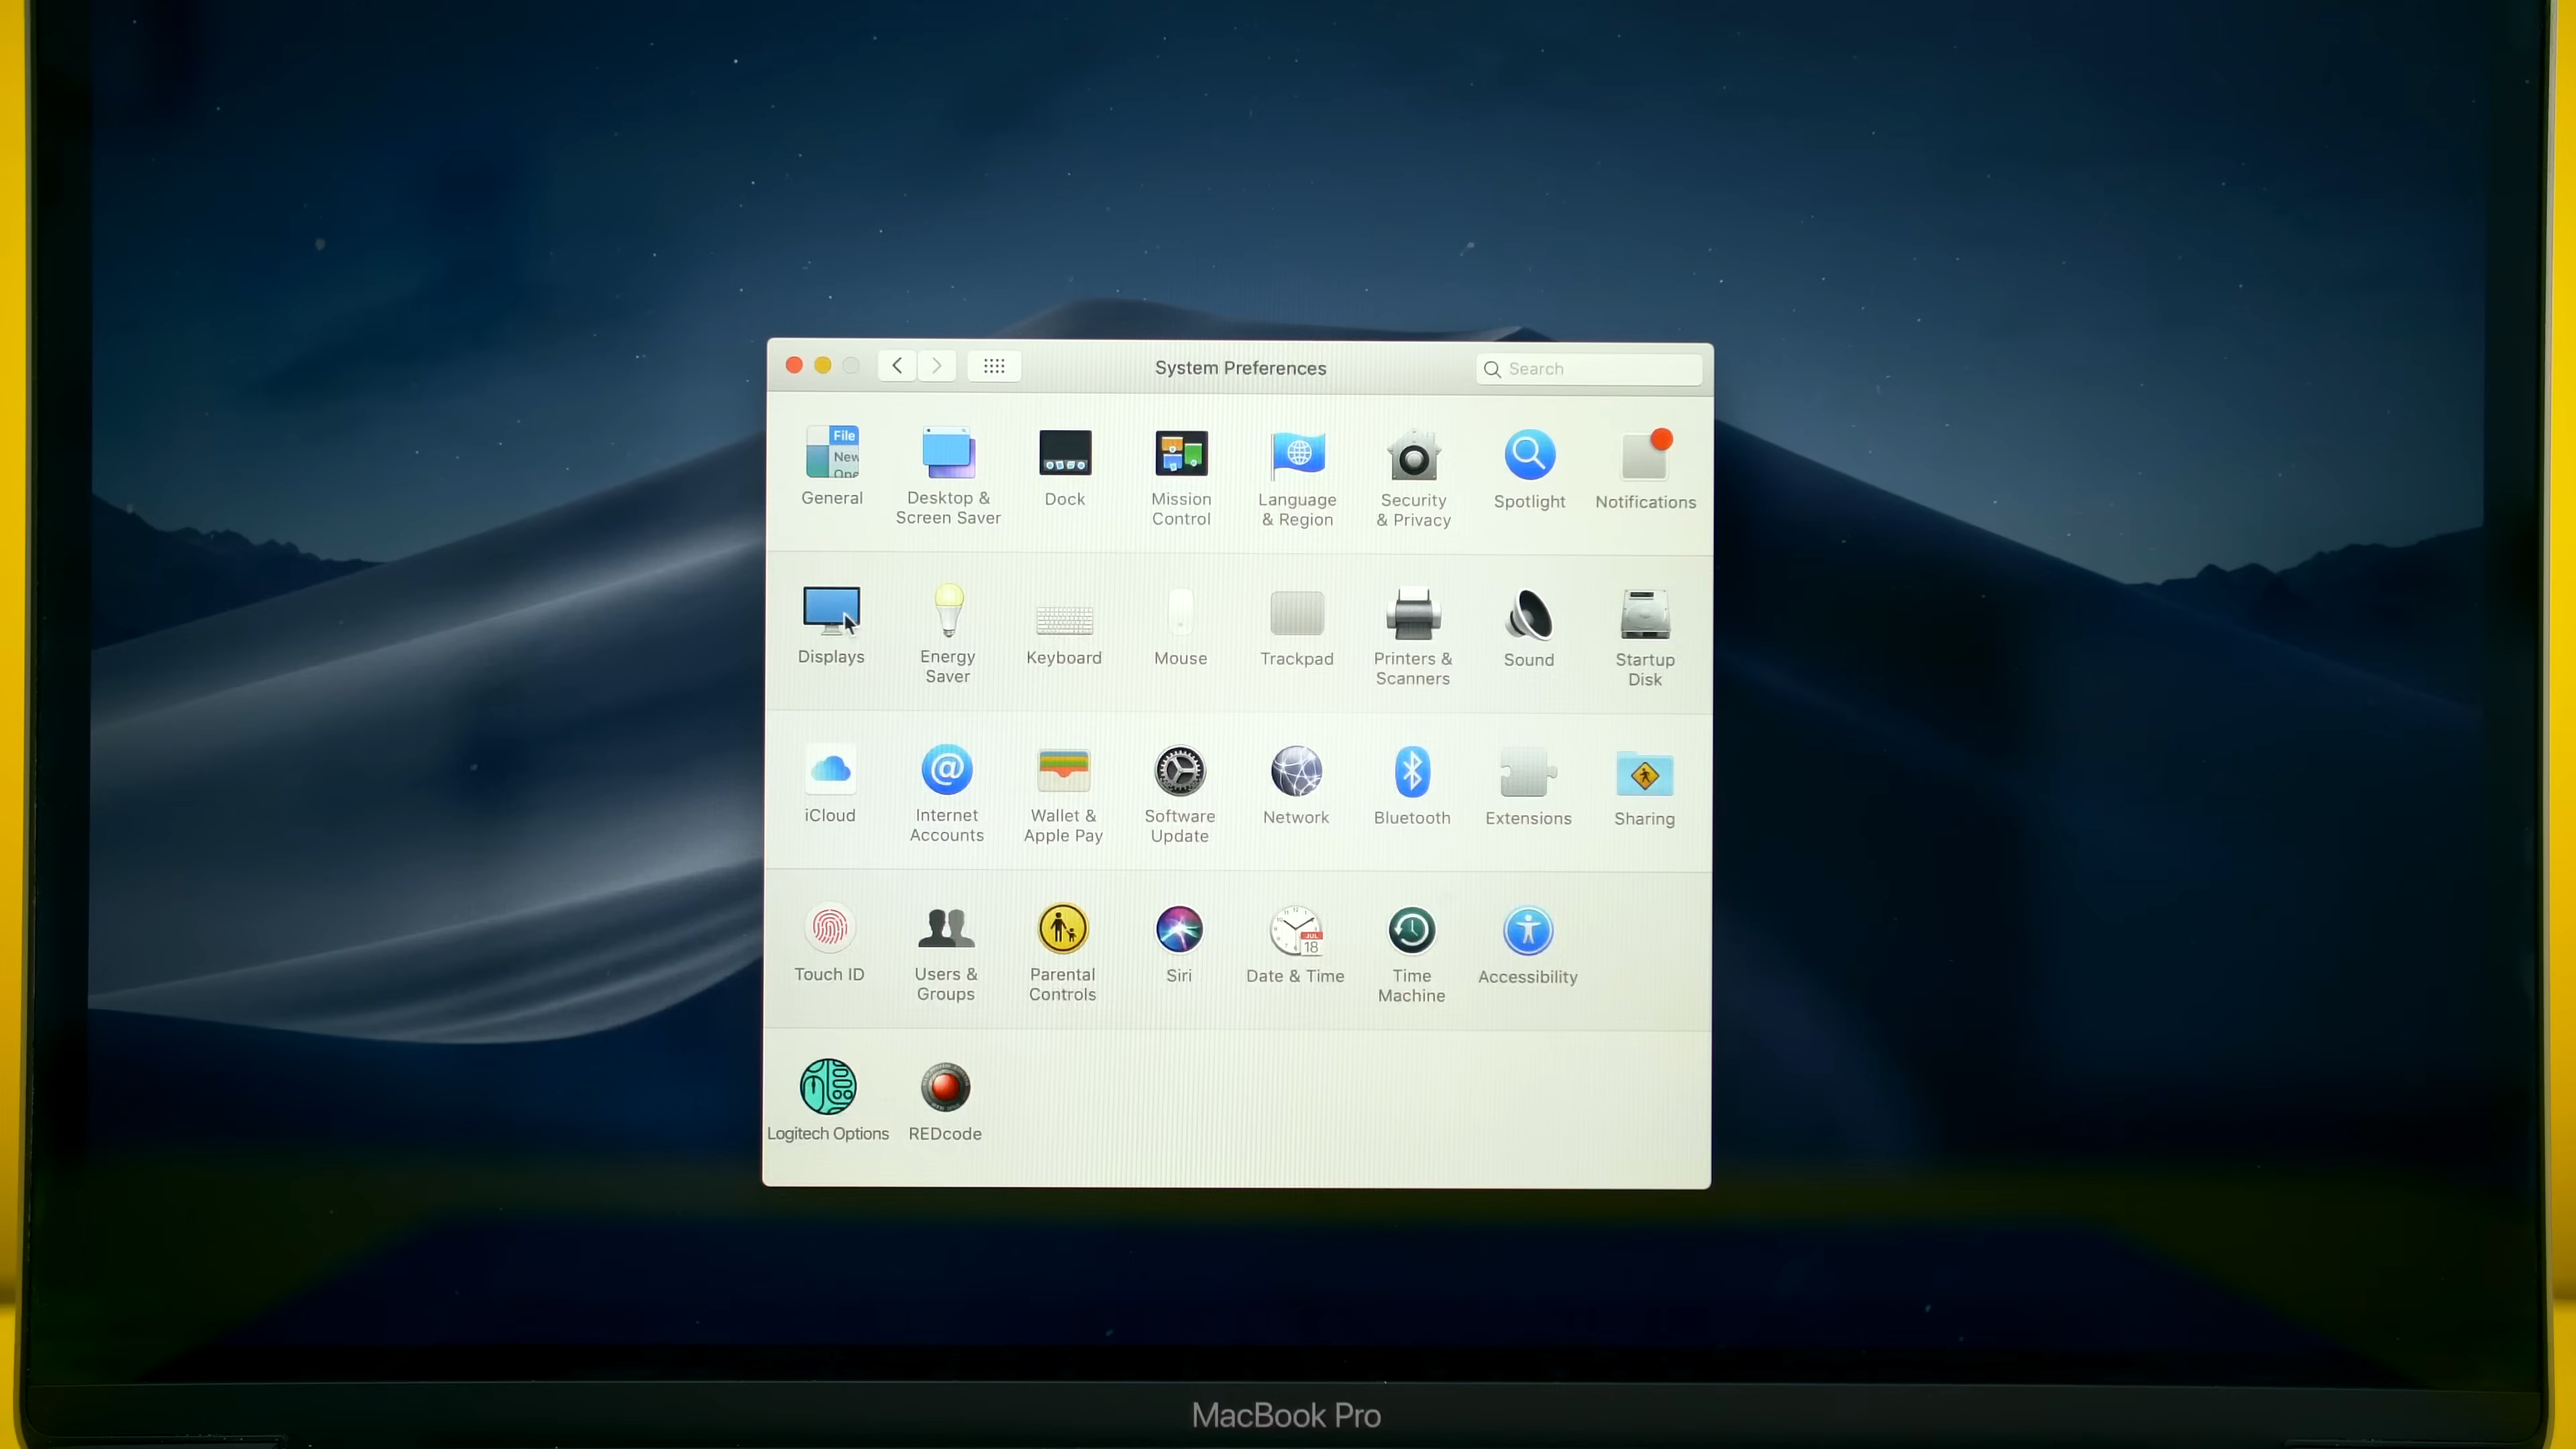 System Preferences
Search
File
New
Ope
General
Desktop &
Screen Saver
Dock
Mission
Control
Language
& Region
Security
& Privacy
Spotlight
Notifications
Displays
Energy
Saver
Keyboard
Mouse
Trackpad
Printers &
Scanners
Sound
Startup
Disk
iCloud
@
Internet
Accounts
Wallet &
Apple Pay
Software
Update
Network
Bluetooth
Extensions
Sharing
Touch ID
Users &
Groups
Parental
Controls
Siri
JUL
18
Date & Time
Time
Machine
Accessibility
Logitech Options
REDcode
MacBook Pro